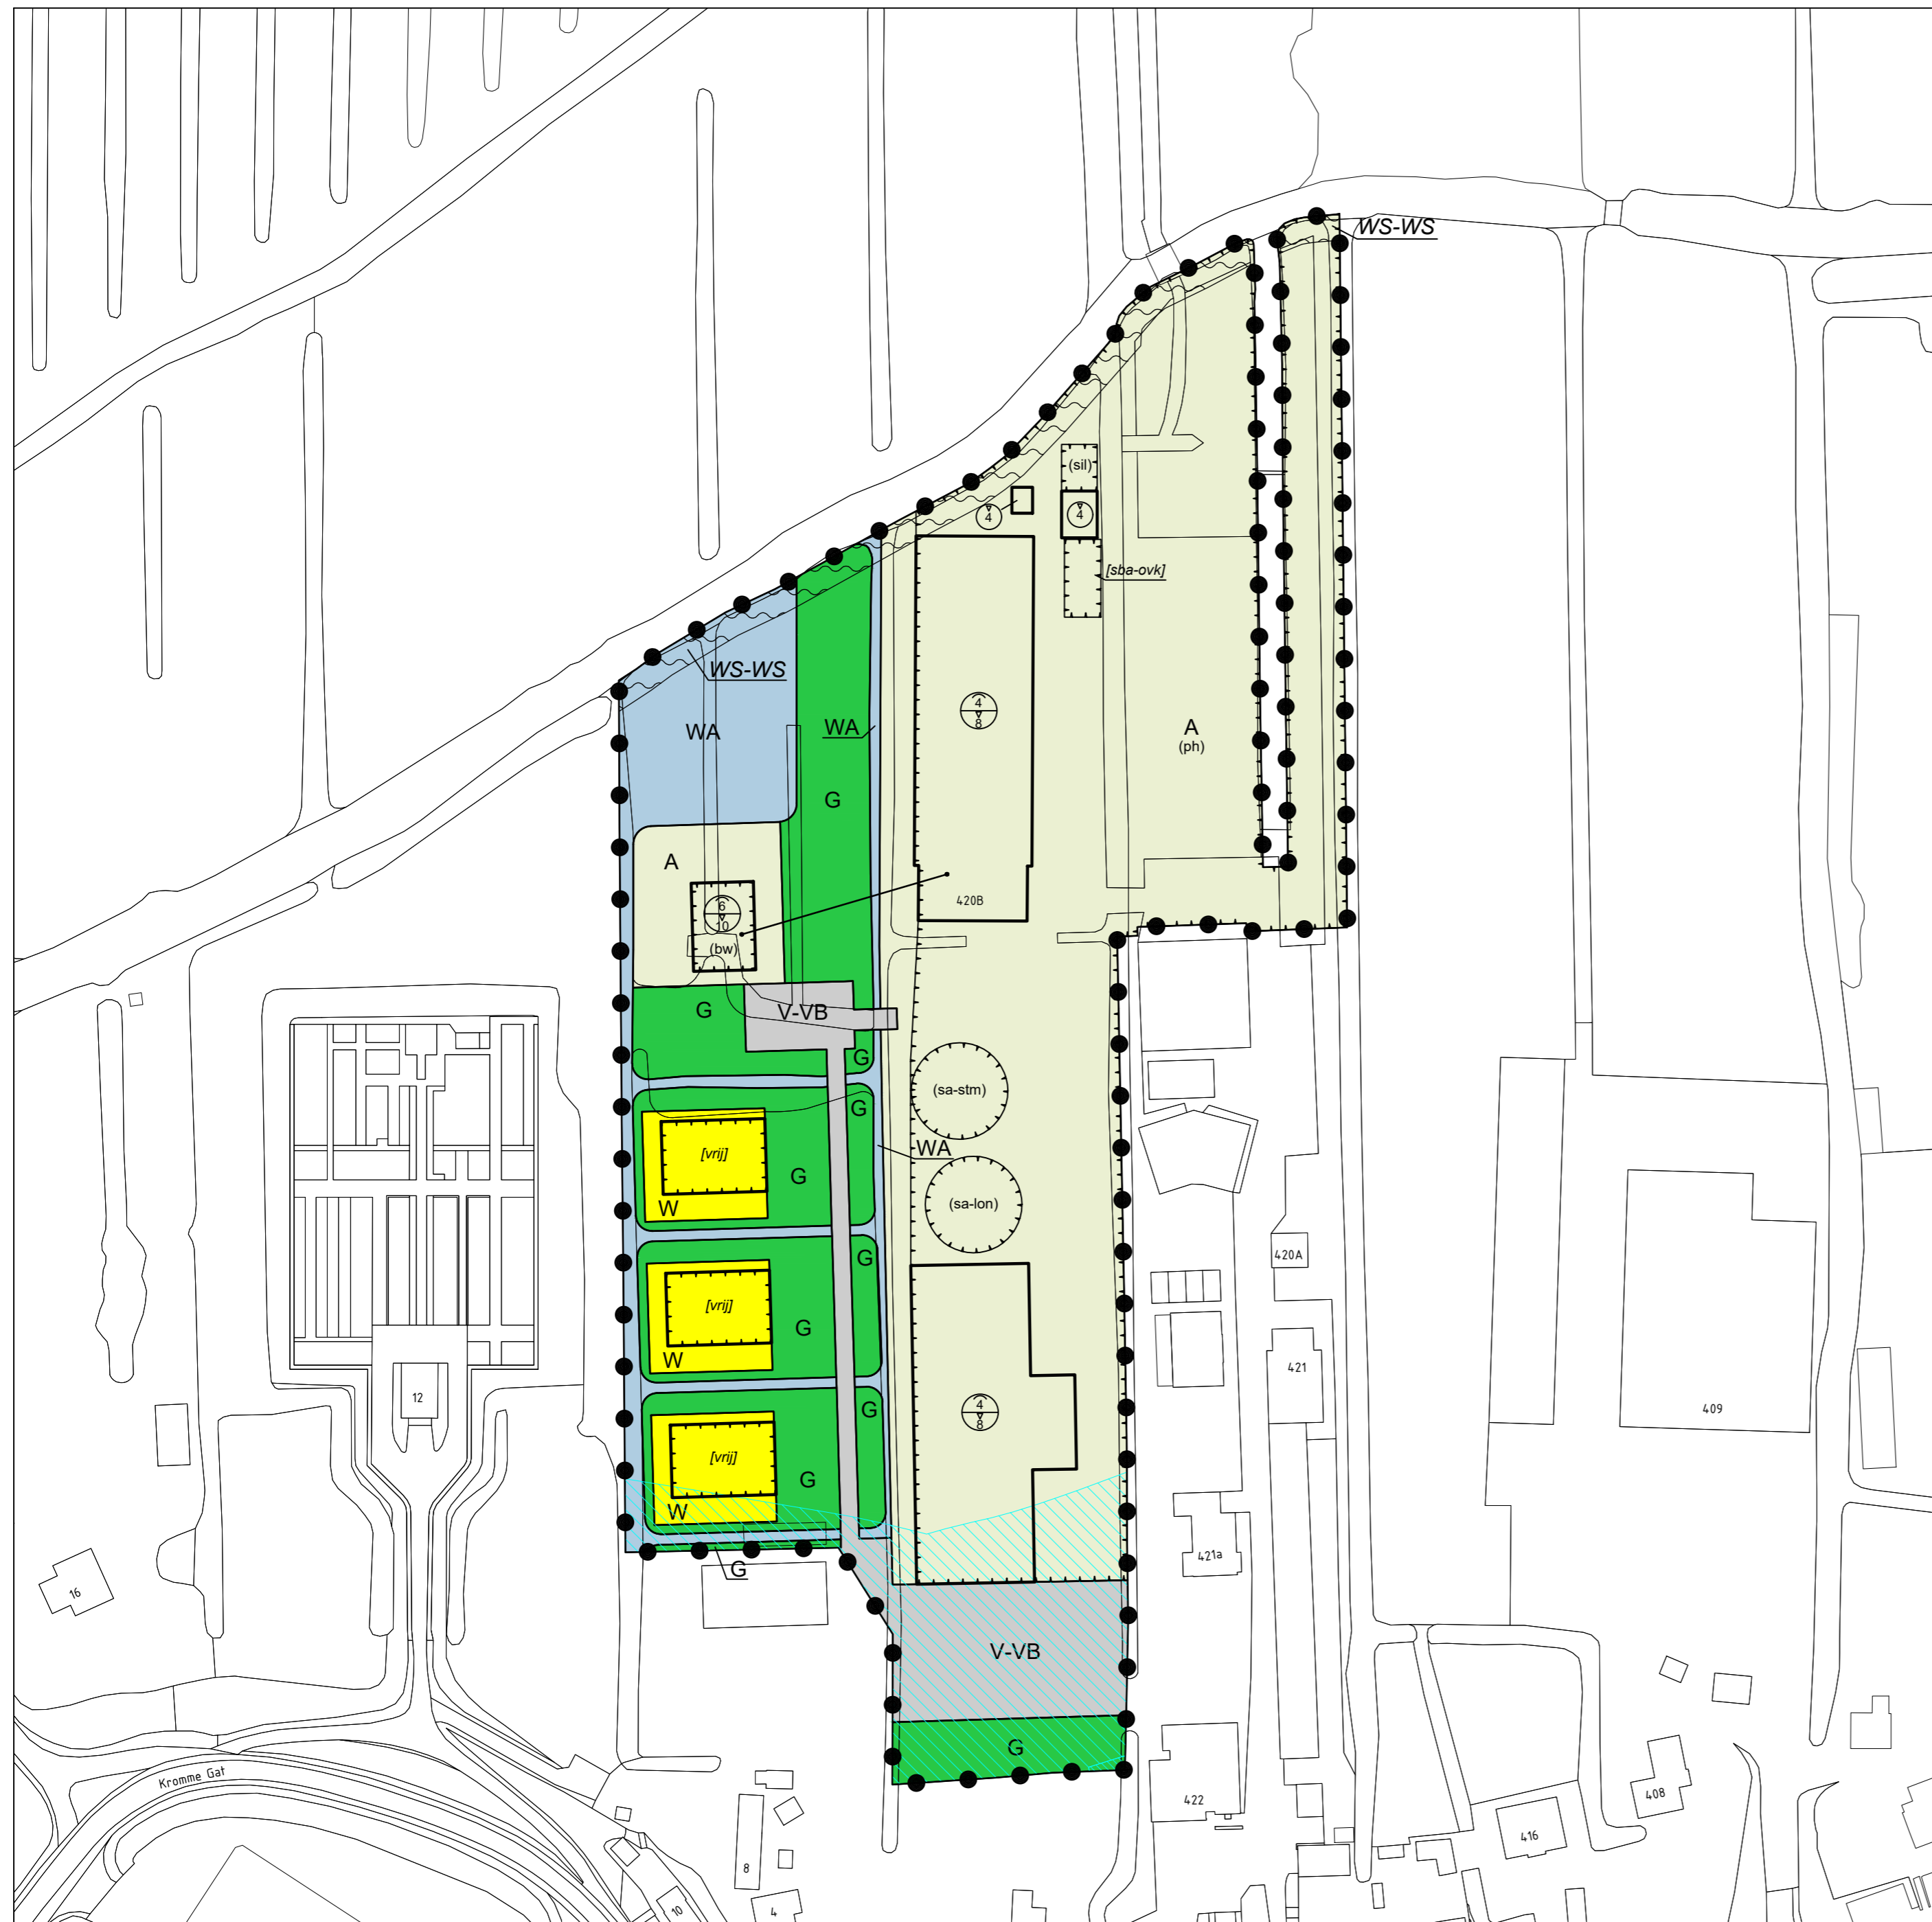 WS-WS
(sil)
4
4
[sba-ovk]
WS-WS
4
8
WA
WA
A
(ph)
G
A
6
10
420B
(bw)
G
V-VB
G
(sa-stm)
G
[vrij]
WA
G
W
(sa-lon)
420A
G
[vrij]
G
W
421
12
G
409
4
8
[vrij]
G
W
421a
G
16
V-VB
G
Kromme Gat
422
408
416
8
10
4